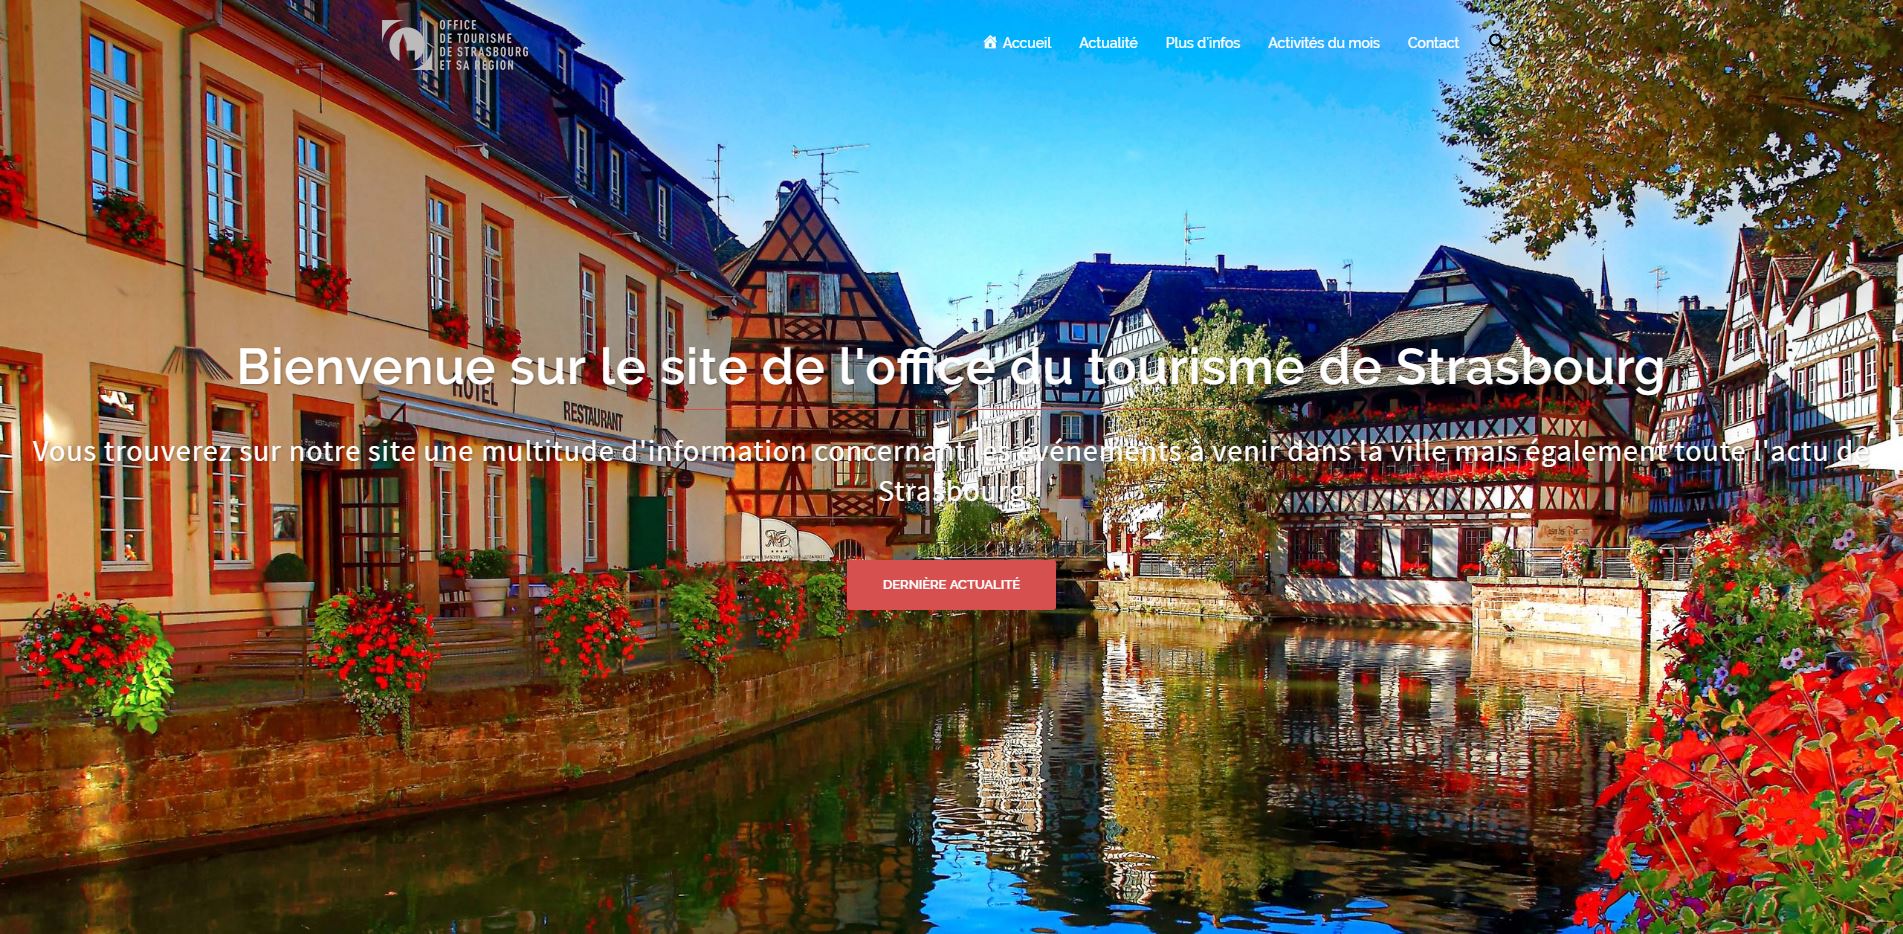 OFFICE
DE TOURISME
DE STRASBOURG
ET SA RÉGION
Accueil
Actualité
Plus d'infos
Activités du mois
Contact
Bienvenue sur le site de l'office du tourisme de Strasbourg
HOTEL
RESTAURANT
Vous trouverez sur notre site une multitude d'information concernant les événements à venir dans la ville mais également toute l'actu de
Strasbourg
DERNIÈRE ACTUALITÉ